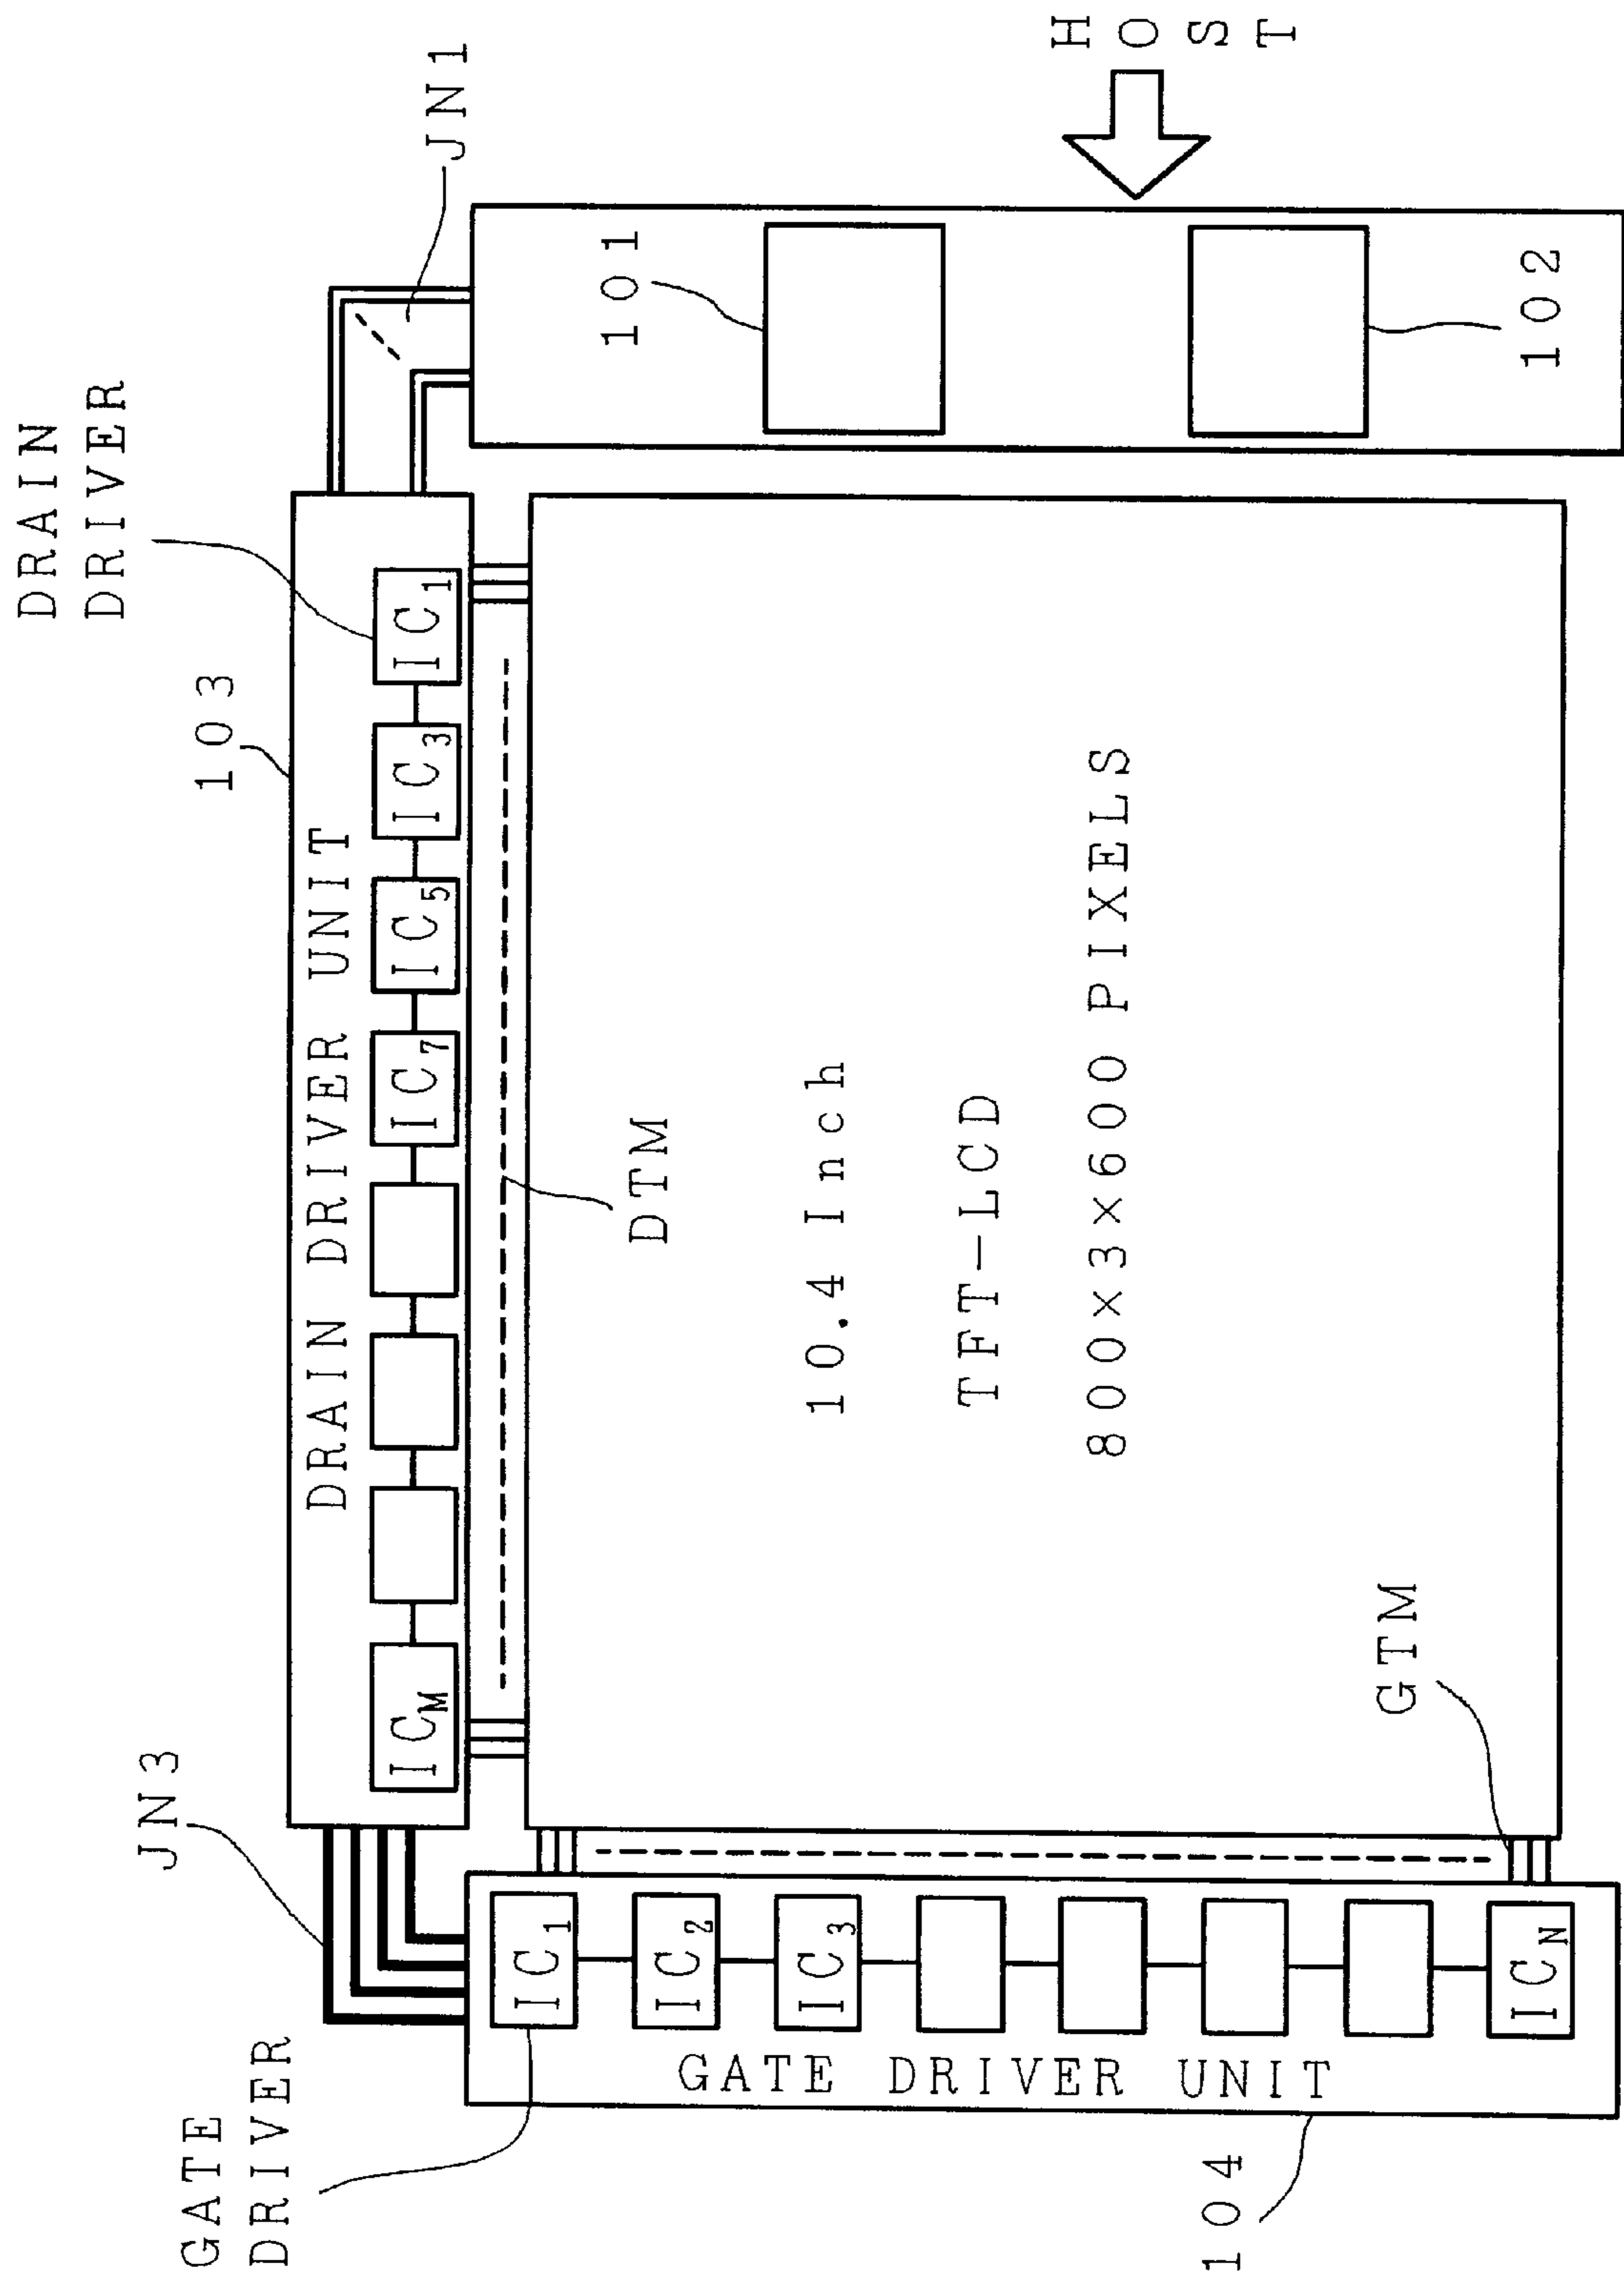 DRAIN
DRIVER
JN3
103
GATE
DRIVER
DRAIN DRIVER UNIT
JN1
ICM
IC7
IC5
IC3
IC1
IC1
IC2
IC3
ICN
GATE DRIVER UNIT
104
DTM
10.4 Inch
TFT-LCD
800×3×600 PIXELS
GTM
101
102
HOST